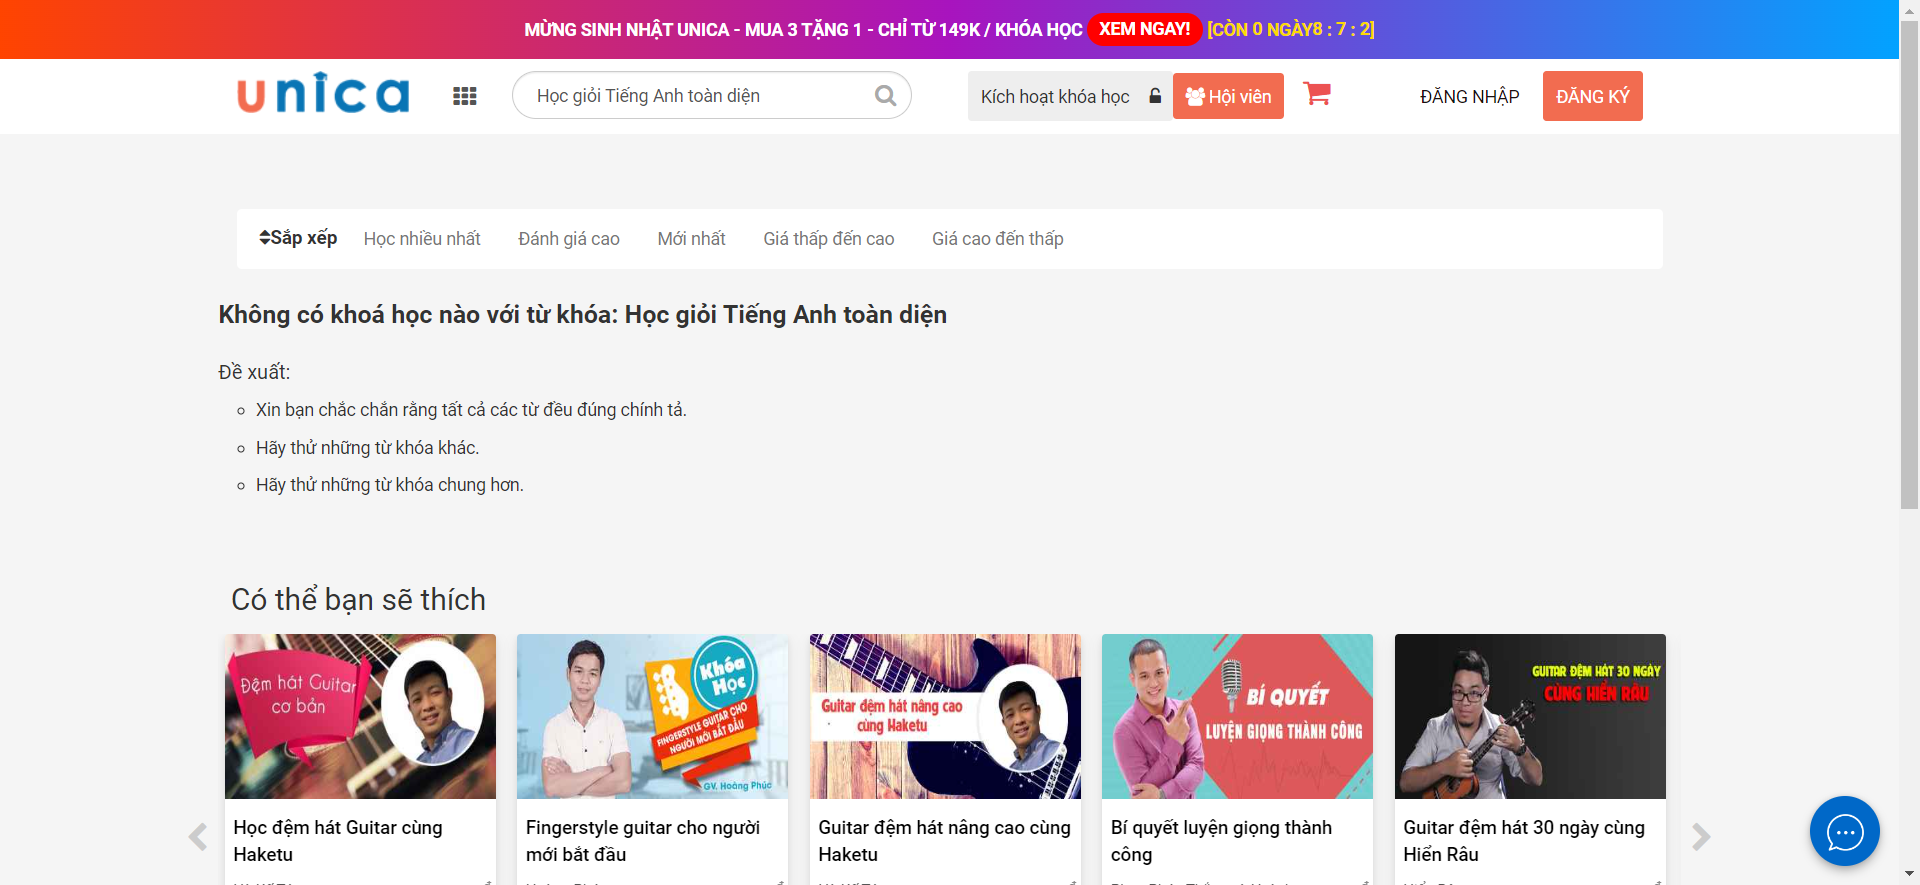 MỪNG SINH NHẬT UNICA - MUA 3 TẶNG 1 - CHỈ TỪ 149K / KHÓA HỌC XEM NGAY! [CÒN 0 NGÀY8 : 7 : 2]
unica
Học giỏi Tiếng Anh toàn diện
Kích hoạt khóa học
Hội viên
ĐĂNG NHẬP
ĐĂNG KÝ
Sắp xếp
Học nhiều nhất
Đánh giá cao
Mới nhất
Giá thấp đến cao
Giá cao đến thấp
Không có khoá học nào với từ khóa: Học giỏi Tiếng Anh toàn diện
Đề xuất:
Xin bạn chắc chắn rằng tất cả các từ đều đúng chính tả.
Hãy thử những từ khóa khác.
Hãy thử những từ khóa chung hơn.
Có thể bạn sẽ thích
Đệm hát Guitar
cơ bản
Khóa
Học
FINGERSTYLE GUITAR CHO
NGƯỜI MỚI BẮT ĐẦU
GV. Hoàng Phúc
Guitar đệm hát nâng cao
cùng Haketu
BÍ QUYẾT
LUYỆN GIỌNG THÀNH CÔNG
GUITAR ĐỆM HÁT 30 NGÀY
CÙNG HIỂN RÂU
Học đệm hát Guitar cùng
Haketu
Fingerstyle guitar cho người
mới bắt đầu
Guitar đệm hát nâng cao cùng
Haketu
Bí quyết luyện giọng thành
công
Guitar đệm hát 30 ngày cùng
Hiển Râu